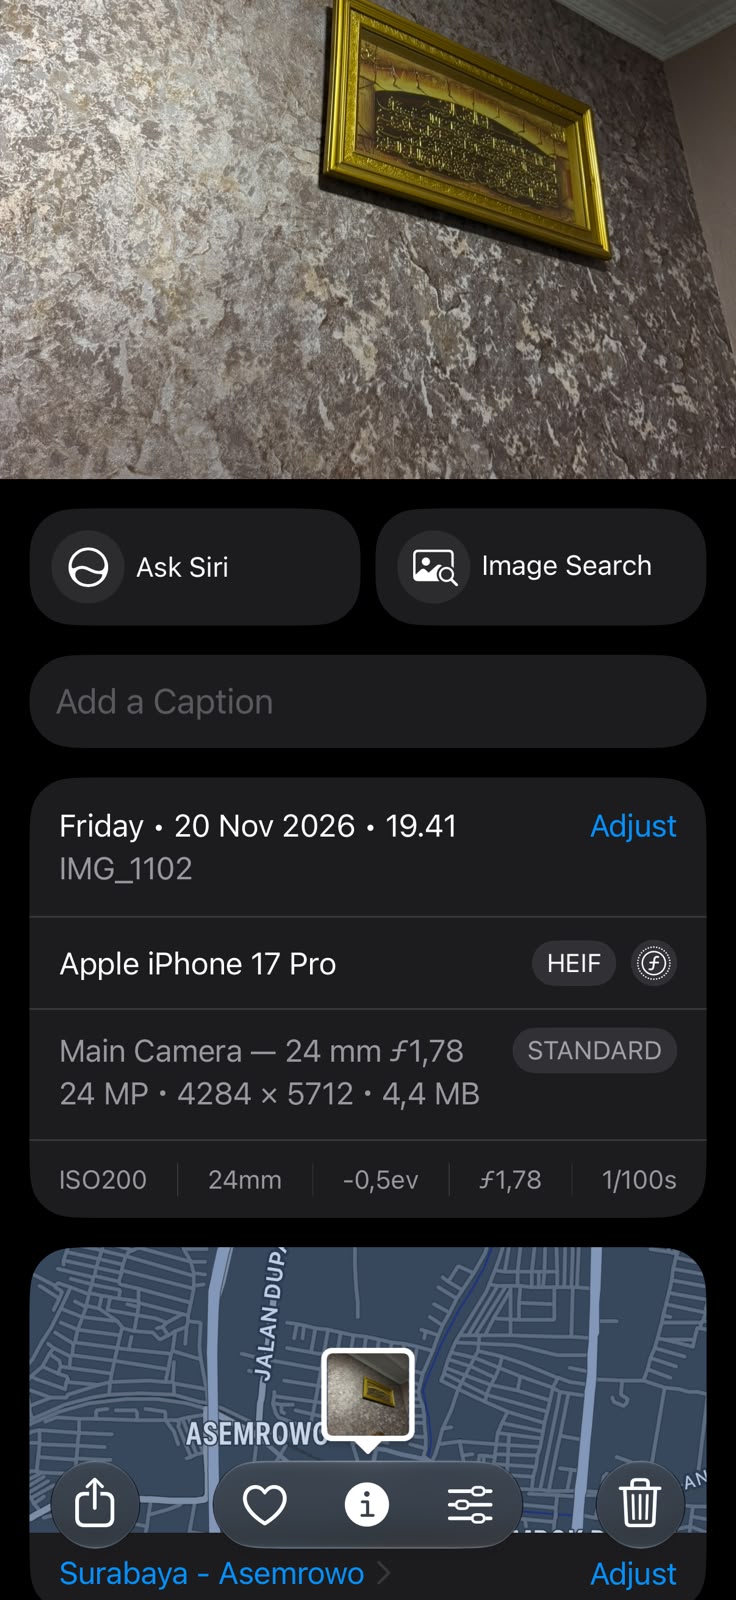 Ask Siri
Image Search
Add a Caption
Friday • 20 Nov 2026 • 19.41
Adjust
IMG_1102
Apple iPhone 17 Pro
HEIF
Main Camera — 24 mm ƒ1,78
STANDARD
24 MP • 4284 × 5712 • 4,4 MB
ISO200
24mm
-0,5ev
ƒ1,78
1/100s
JALAN
ASEMROWO
Surabaya - Asemrowo
Adjust